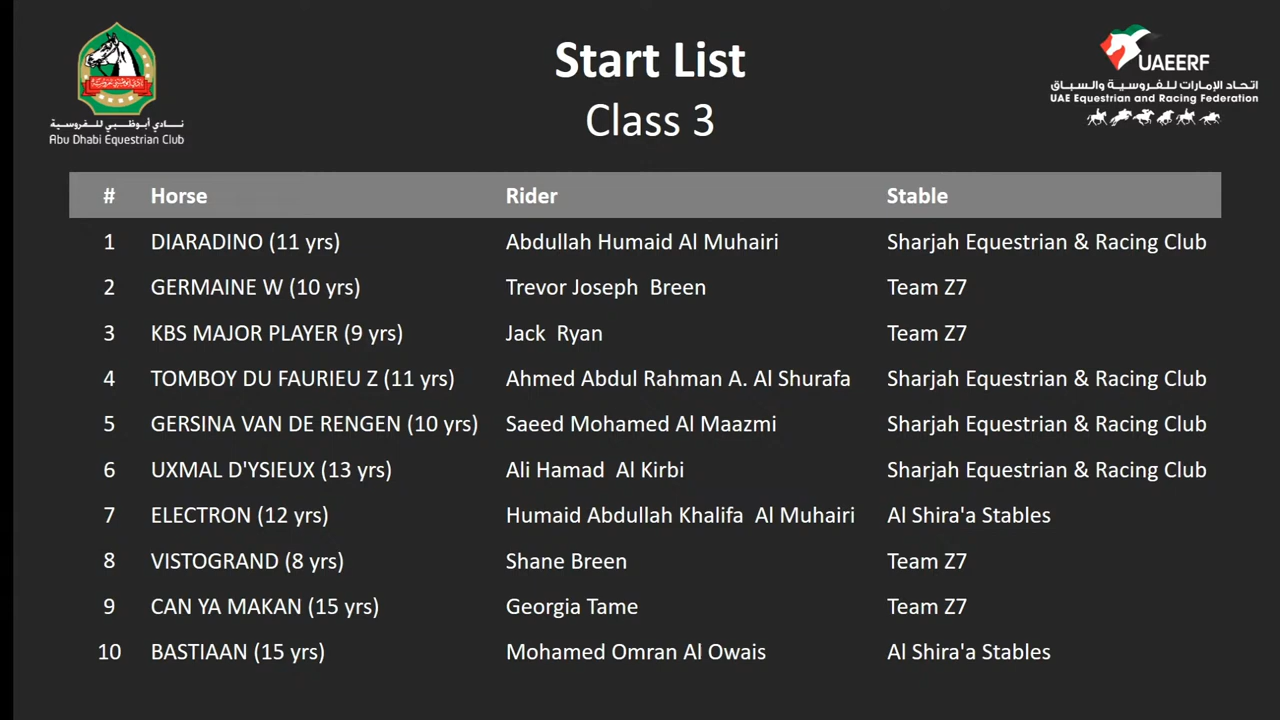 نادي أبوظبي للفروسية
Abu Dhabi Equestrian Club
Start List
Class 3
UAEERF
اتحاد الإمارات للفروسية والسباق
UAE Equestrian and Racing Federation
# Horse Rider Stable
1 DIARADINO (11 yrs) Abdullah Humaid Al Muhairi Sharjah Equestrian & Racing Club
2 GERMAINE W (10 yrs) Trevor Joseph Breen Team Z7
3 KBS MAJOR PLAYER (9 yrs) Jack Ryan Team Z7
4 TOMBOY DU FAURIEU Z (11 yrs) Ahmed Abdul Rahman A. Al Shurafa Sharjah Equestrian & Racing Club
5 GERSINA VAN DE RENGEN (10 yrs) Saeed Mohamed Al Maazmi Sharjah Equestrian & Racing Club
6 UXMAL D'YSIEUX (13 yrs) Ali Hamad Al Kirbi Sharjah Equestrian & Racing Club
7 ELECTRON (12 yrs) Humaid Abdullah Khalifa Al Muhairi Al Shira'a Stables
8 VISTOGRAND (8 yrs) Shane Breen Team Z7
9 CAN YA MAKAN (15 yrs) Georgia Tame Team Z7
10 BASTIAAN (15 yrs) Mohamed Omran Al Owais Al Shira'a Stables